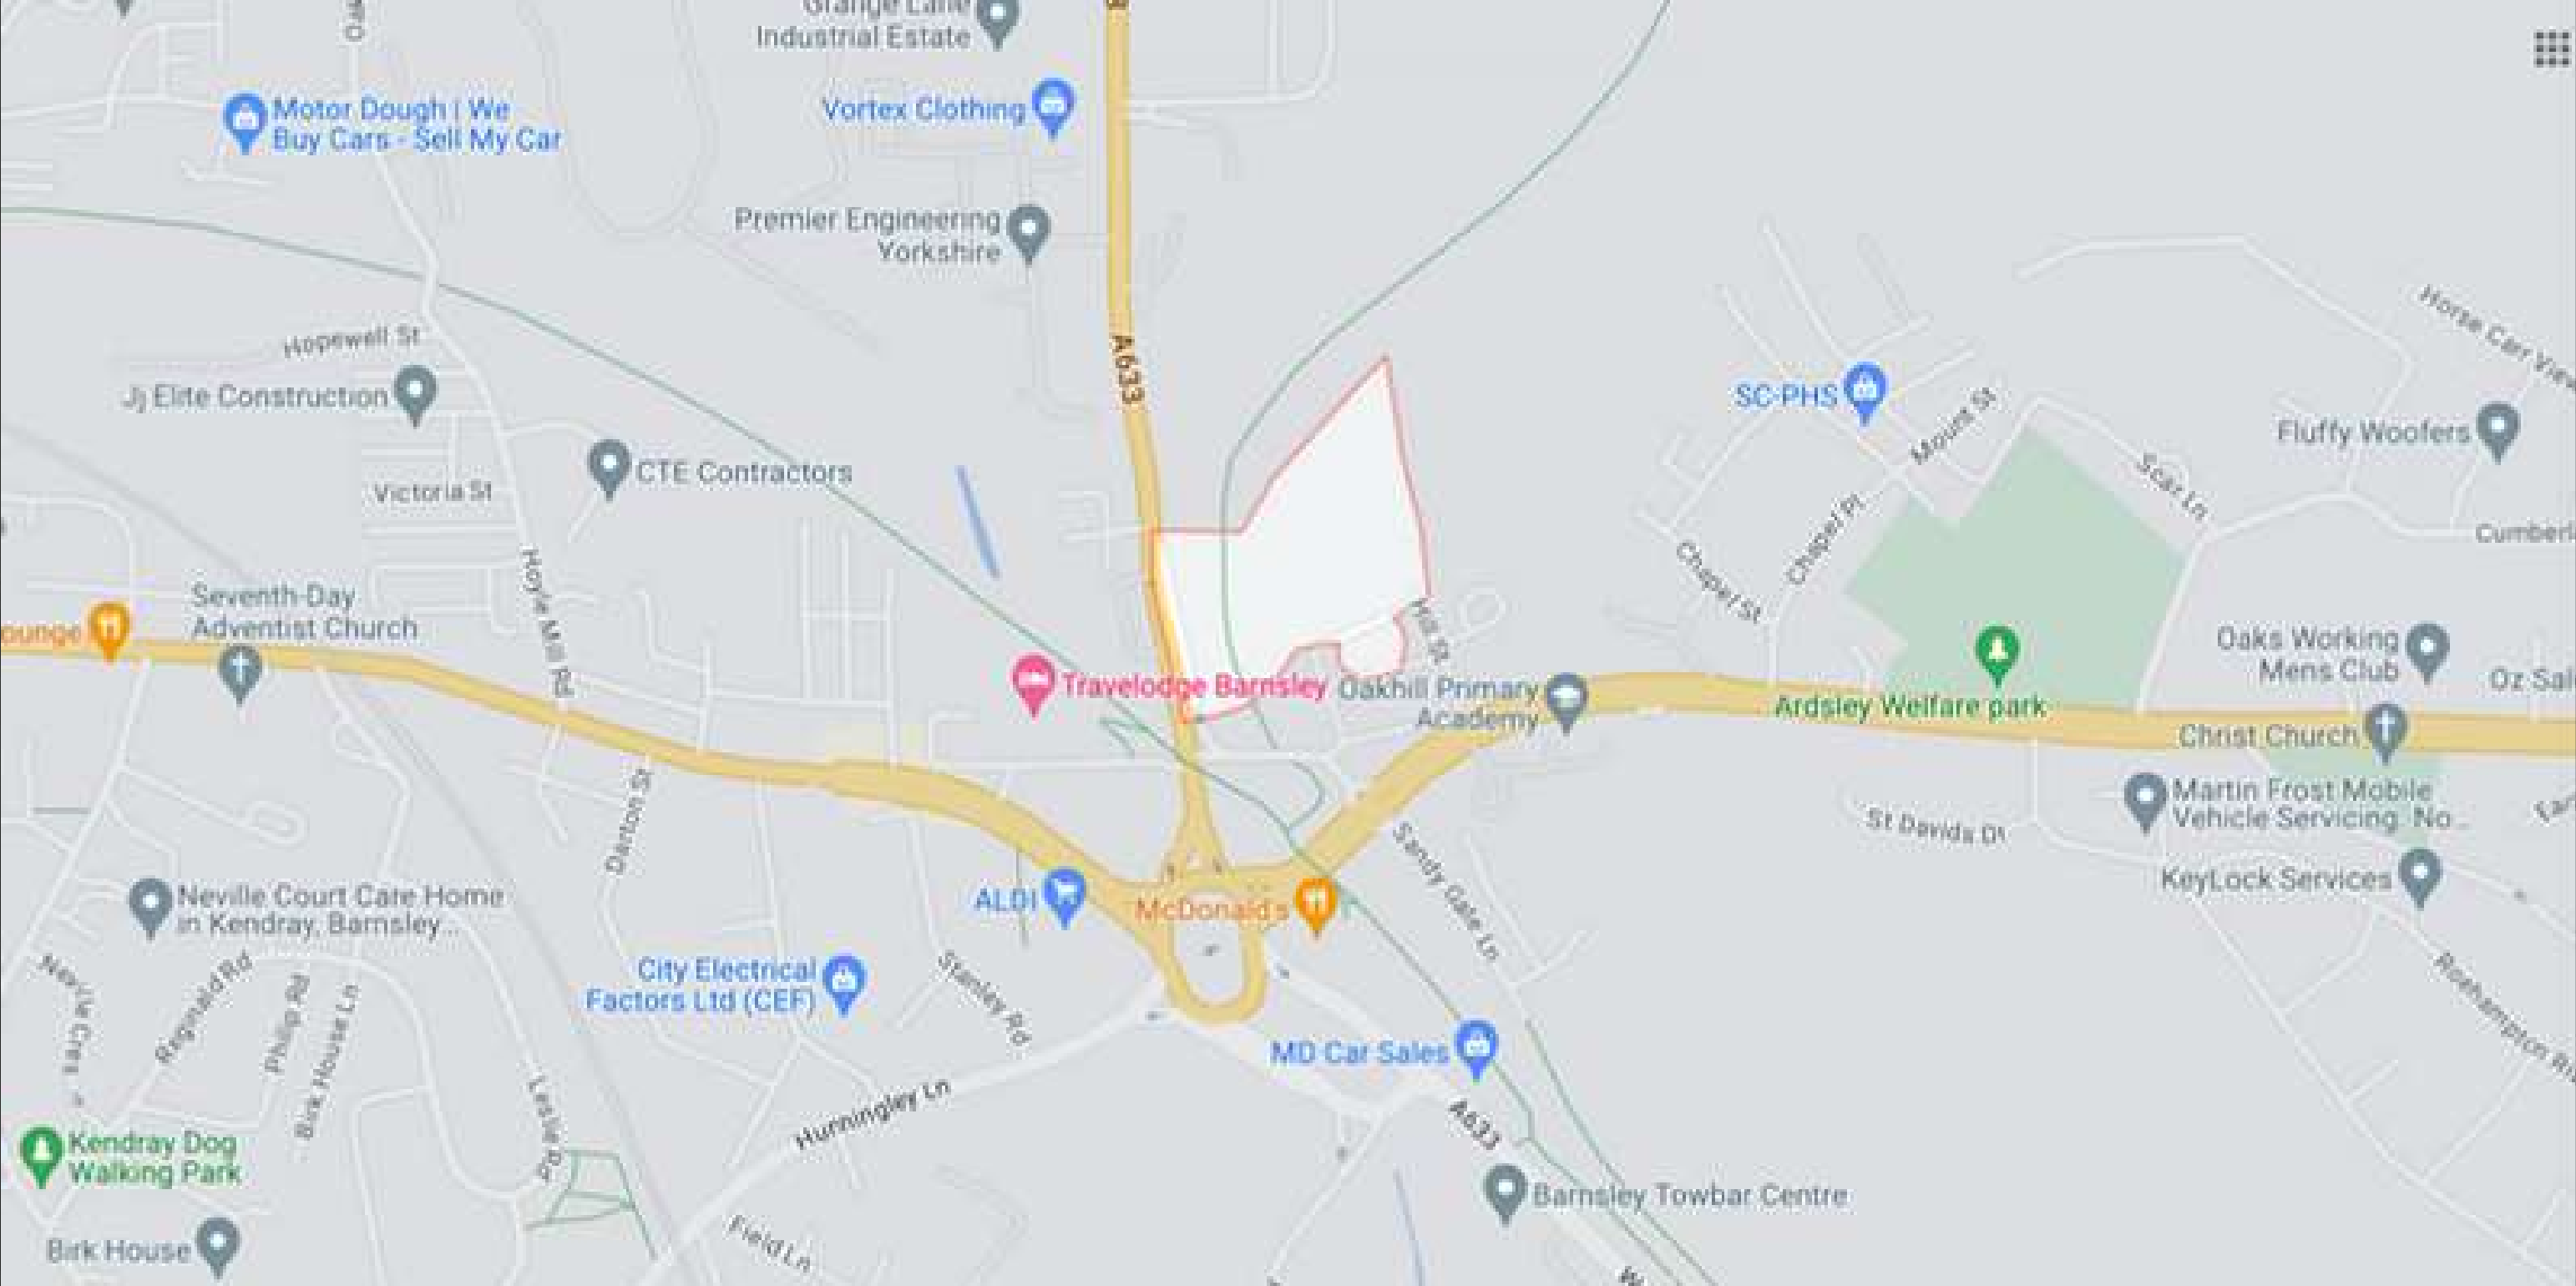 Grange Lane
Industrial Estate
Motor Dough | We
Buy Cars - Sell My Car
Vortex Clothing
Premier Engineering
Yorkshire
A633
Hopewell St
Jj Elite Construction
Horse Carr View
SC-PHS
Mount St
Fluffy Woofers
CTE Contractors
Victoria St
Scar Ln
Chapel Pl
Chapel St
Hoyle Mill Rd
Seventh-Day
Adventist Church
ounge
Hill St
Oaks Working
Mens Club
Travelodge Barnsley
Oakhill Primary
Academy
Ardsley Welfare park
Oz Sal
Christ Church
Martin Frost Mobile
Vehicle Servicing. No...
St Davids Dr
Darton St
Sandy Gate Ln
KeyLock Services
Neville Court Care Home
in Kendray, Barnsley...
ALDI
McDonald's
City Electrical
Factors Ltd (CEF)
Stanley Rd
Neville Cres
Reginald Rd
Philip Rd
Birk House Ln
Roehampton Ri
MD Car Sales
Hunningley Ln
A633
Leslie Rd
Kendray Dog
Walking Park
Barnsley Towbar Centre
Birk House
Field Ln
W